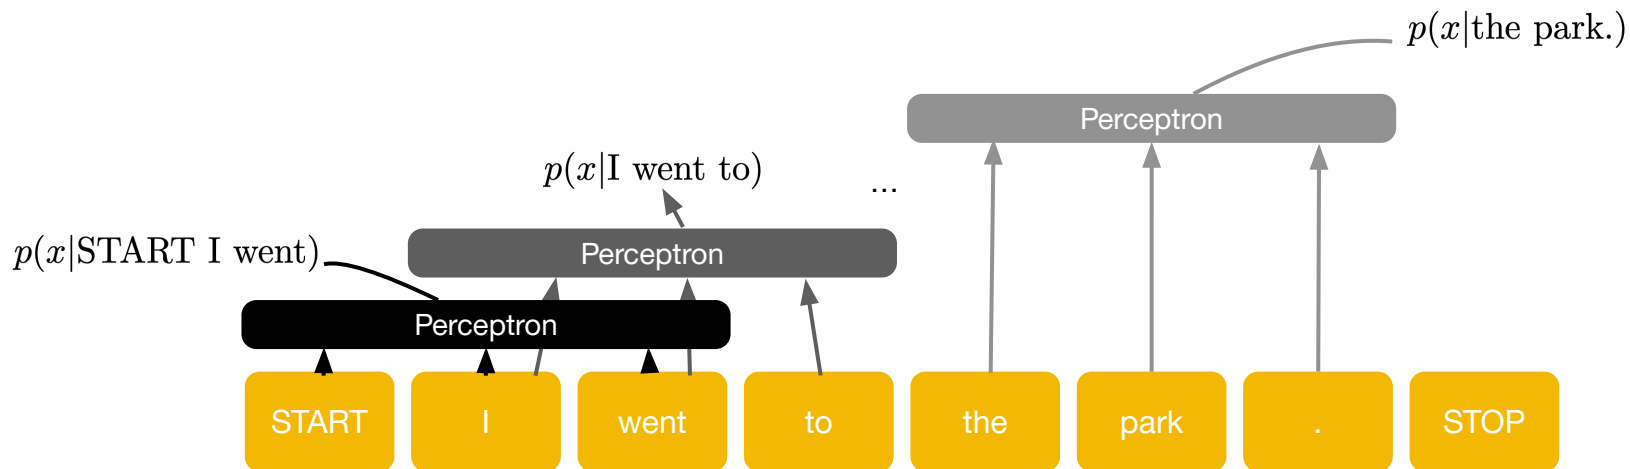 p(x|the park.)
Perceptron
p(x|I went to)
...
p(x|START I went)
Perceptron
Perceptron
START I went to the park . STOP